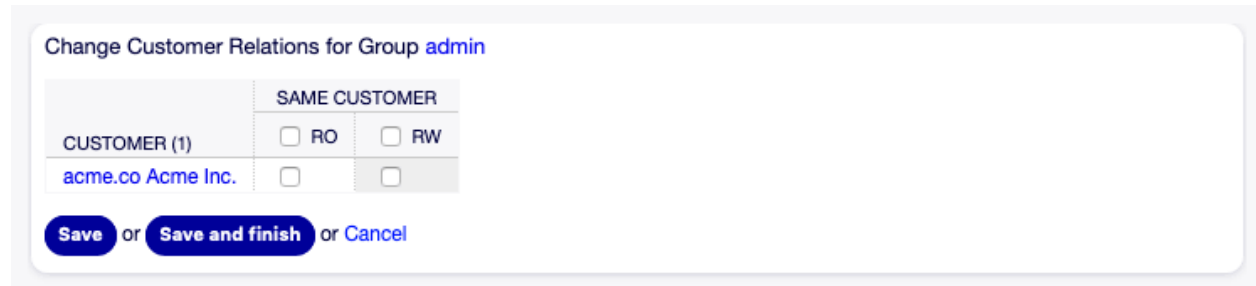 Change Customer Relations for Group admin
SAME CUSTOMER
CUSTOMER (1) RO RW
acme.co Acme Inc.
Save or Save and finish or Cancel